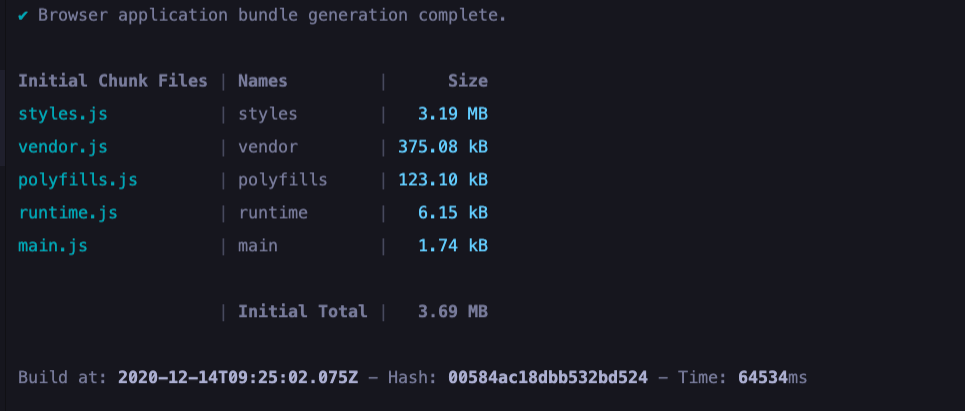 ✔ Browser application bundle generation complete.
Initial Chunk Files | Names | Size
styles.js | styles | 3.19 MB
vendor.js | vendor | 375.08 kB
polyfills.js | polyfills | 123.10 kB
runtime.js | runtime | 6.15 kB
main.js | main | 1.74 kB
| Initial Total | 3.69 MB
Build at: 2020-12-14T09:25:02.075Z - Hash: 00584ac18dbb532bd524 - Time: 64534ms